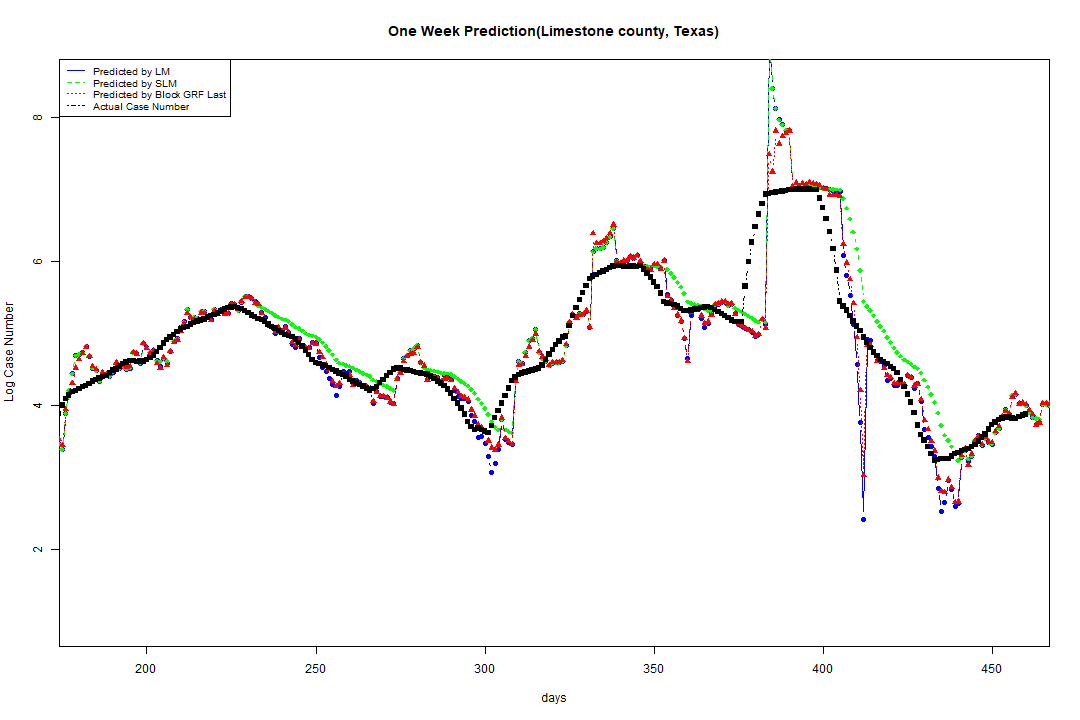 One Week Prediction(Limestone county, Texas)
Predicted by LM
Predicted by SLM
Predicted by Block GRF Last
Actual Case Number
8
6
4
2
Log Case Number
200 250 300 350 400 450
days